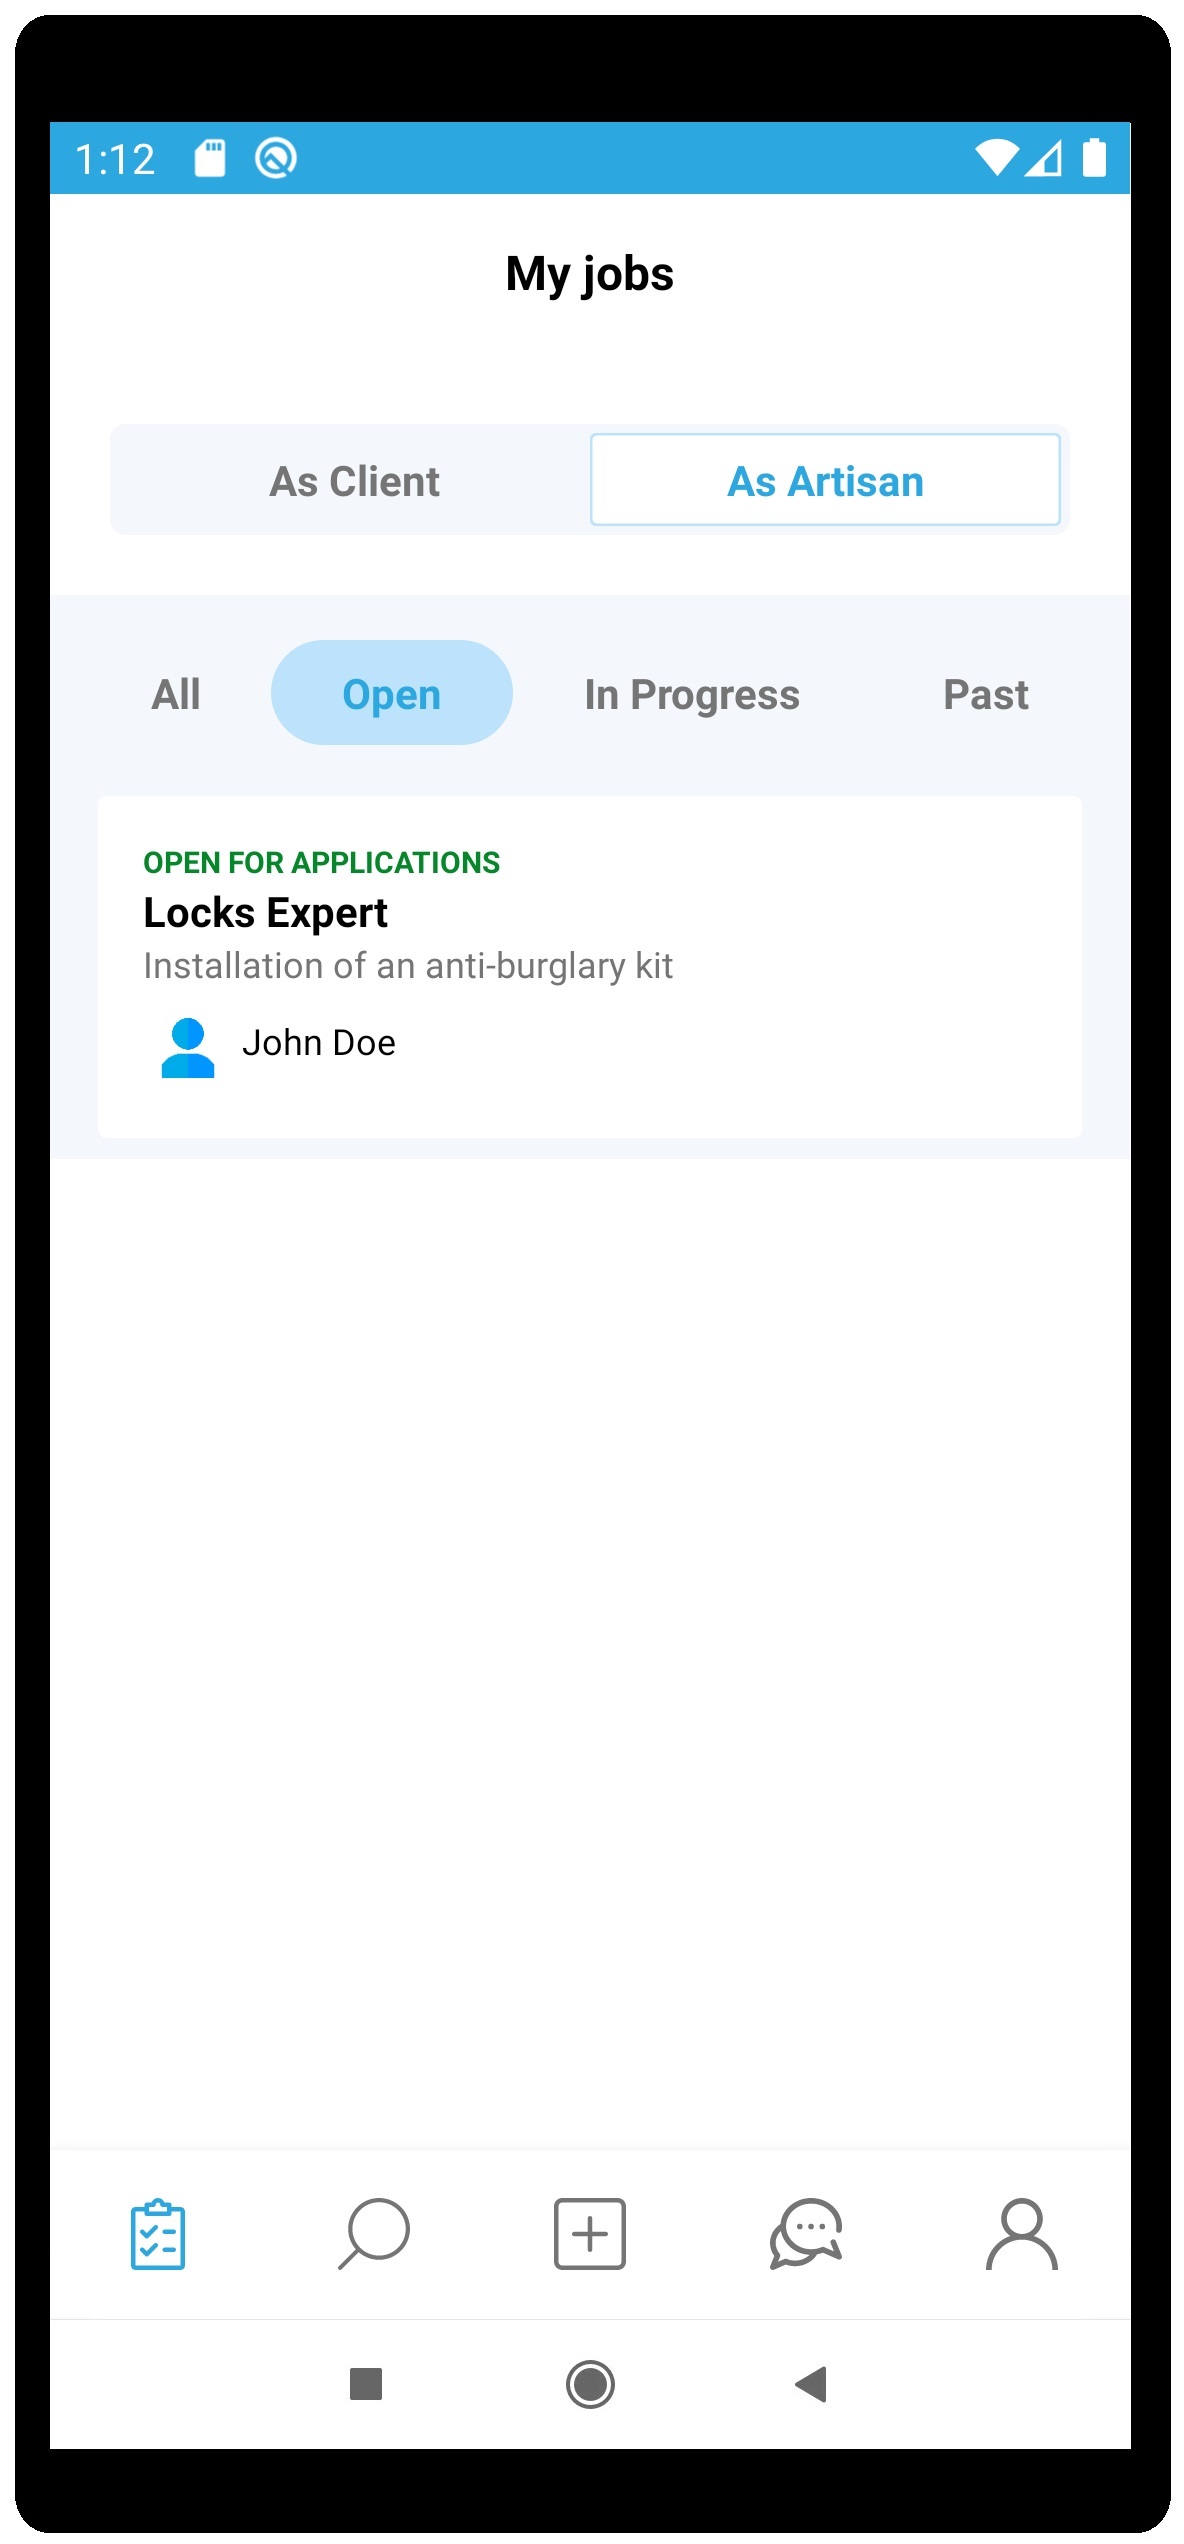 1:12
My jobs
As Client As Artisan
All Open In Progress Past
OPEN FOR APPLICATIONS
Locks Expert
Installation of an anti-burglary kit
John Doe